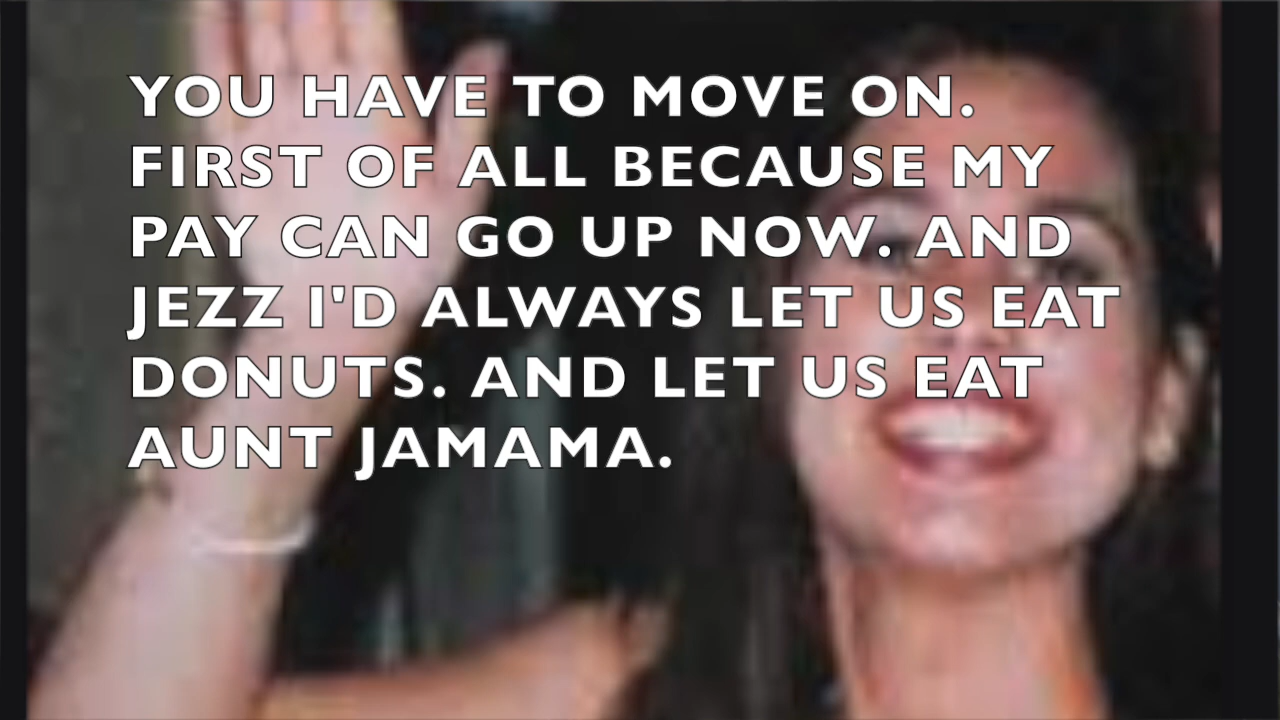 YOU HAVE TO MOVE ON.
FIRST OF ALL BECAUSE MY
PAY CAN GO UP NOW. AND
JEZZ I'D ALWAYS LET US EAT
DONUTS. AND LET US EAT
AUNT JAMAMA.